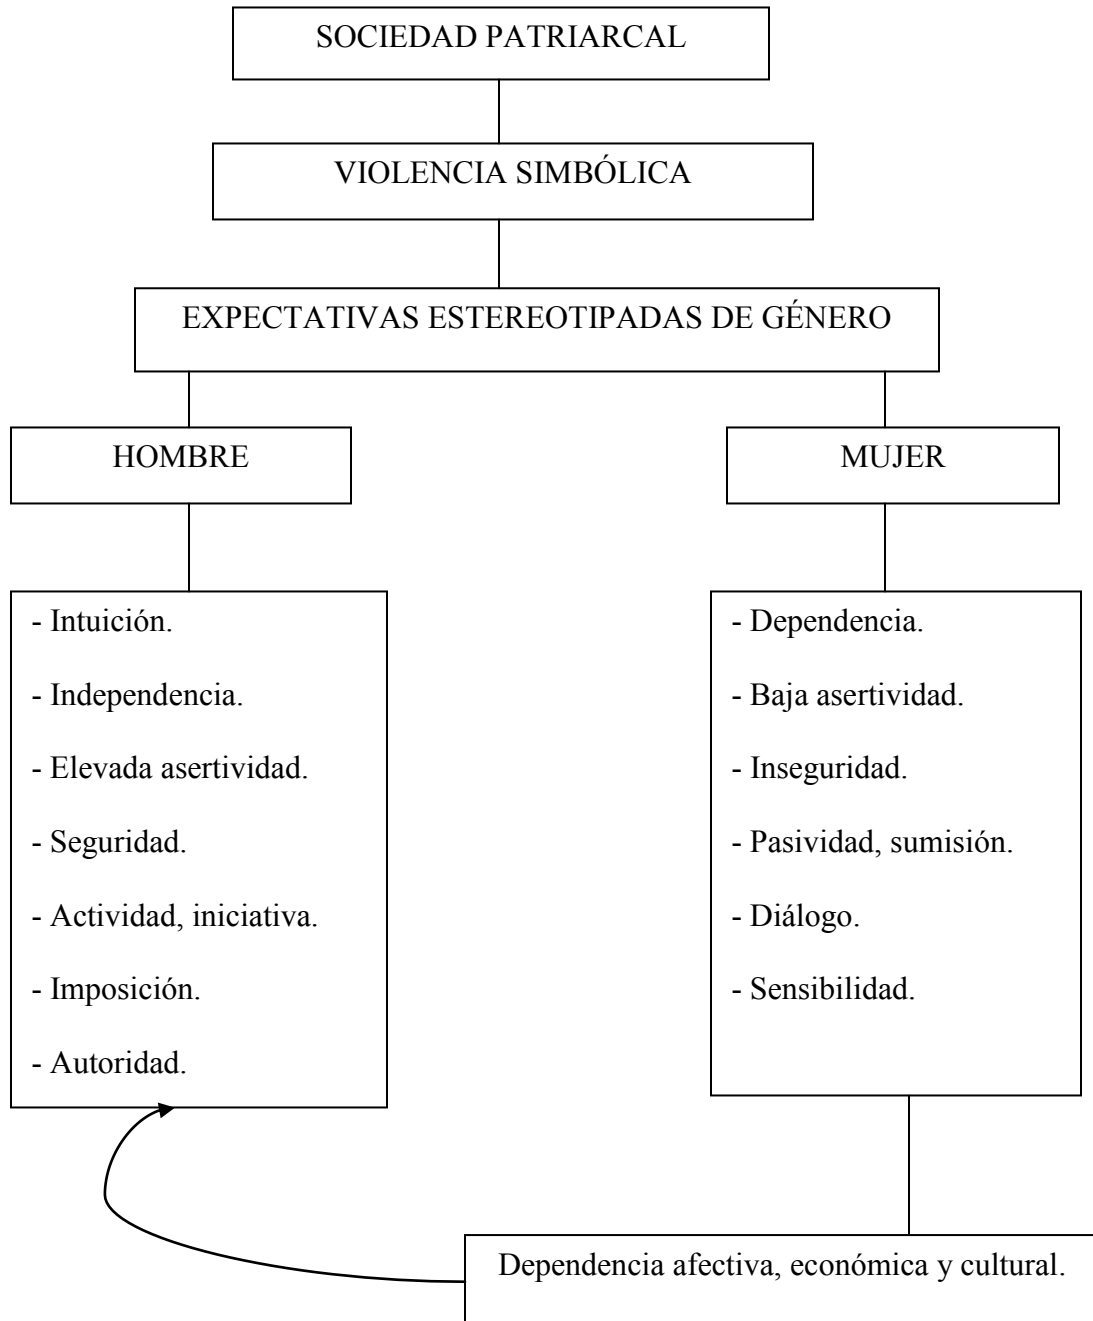 SOCIEDAD PATRIARCAL
VIOLENCIA SIMBÓLICA
EXPECTATIVAS ESTEREOTIPADAS DE GÉNERO
HOMBRE
- Intuición.
- Independencia.
- Elevada asertividad.
- Seguridad.
- Actividad, iniciativa.
- Imposición.
- Autoridad.
MUJER
- Dependencia.
- Baja asertividad.
- Inseguridad.
- Pasividad, sumisión.
- Diálogo.
- Sensibilidad.
Dependencia afectiva, económica y cultural.